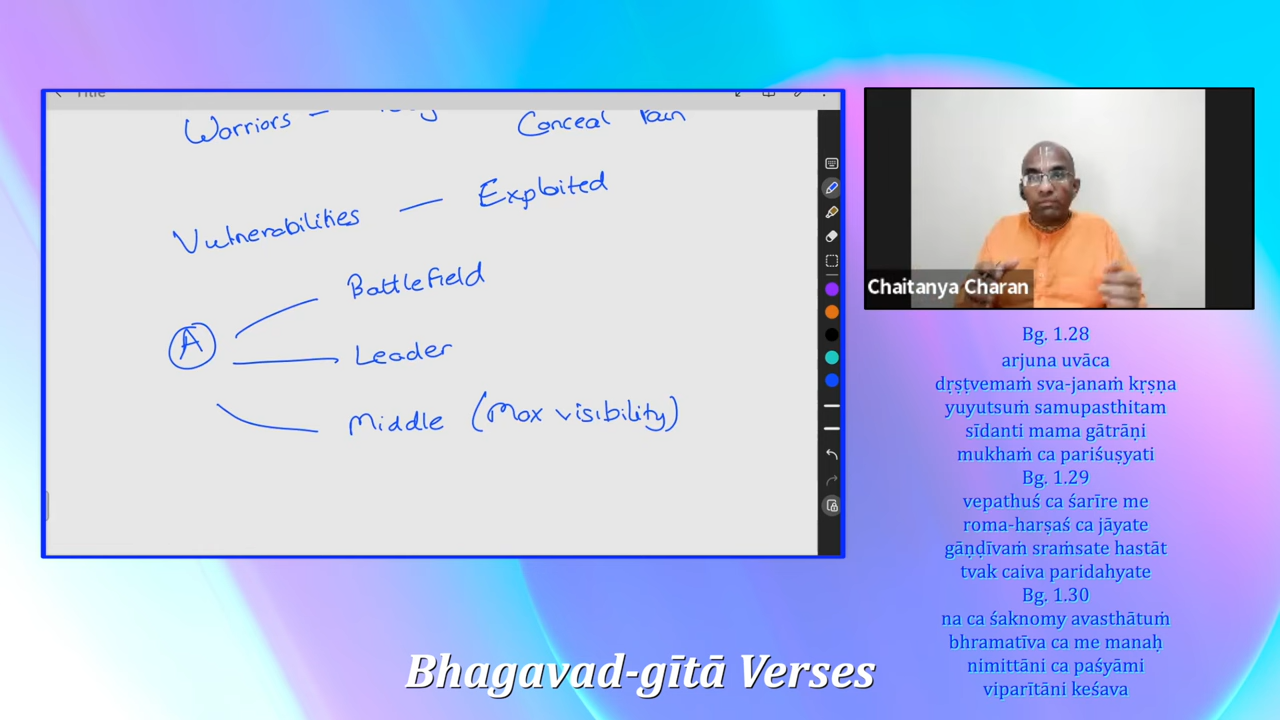 Title
Warriors –
Conceal Pain
Vulnerabilities — Exploited
Battlefield
A
Leader
Middle (Max visibility)
Chaitanya Charan
Bg. 1.28
arjuna uvāca
dṛṣṭvemaṁ sva-janaṁ kṛṣṇa
yuyutsuṁ samupasthitam
sīdanti mama gātrāṇi
mukhaṁ ca pariśuṣyati
Bg. 1.29
vepathuś ca śarīre me
roma-harṣaś ca jāyate
gāṇḍīvaṁ sraṁsate hastāt
tvak caiva paridahyate
Bg. 1.30
na ca śaknomy avasthātuṁ
bhramatīva ca me manaḥ
nimittāni ca paśyāmi
viparītāni keśava
Bhagavad-gītā Verses